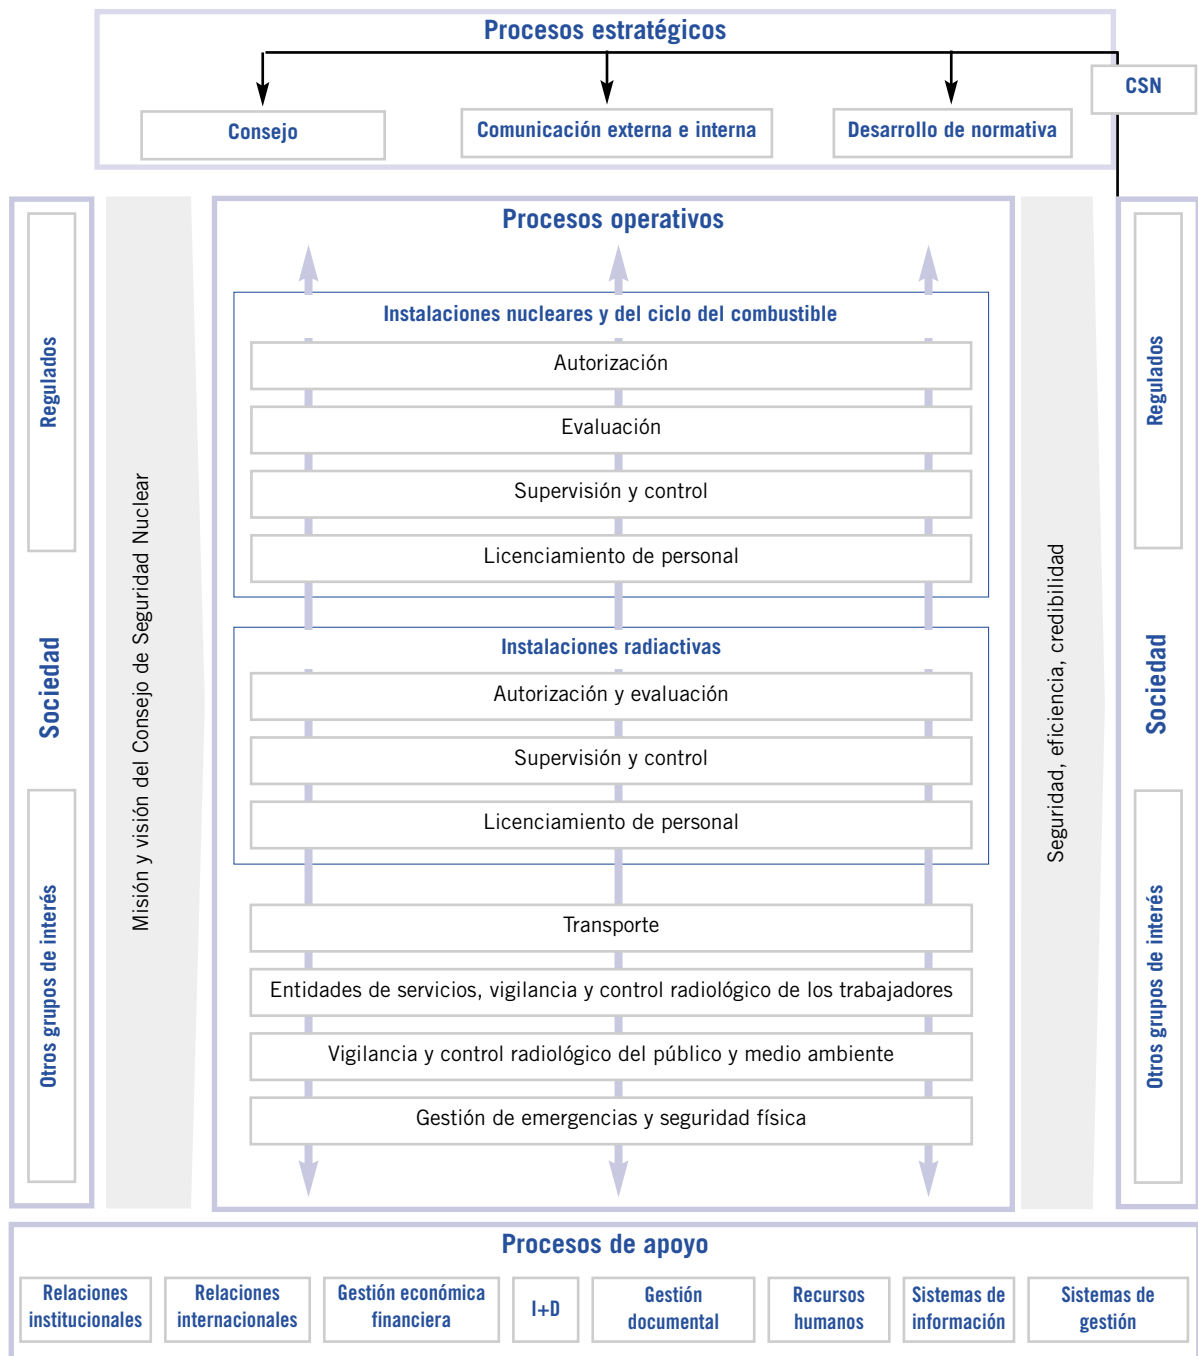 Procesos estratégicos
CSN
Consejo
Comunicación externa e interna
Desarrollo de normativa
Regulados
Sociedad
Otros grupos de interés
Misión y visión del Consejo de Seguridad Nuclear
Procesos operativos
Instalaciones nucleares y del ciclo del combustible
Autorización
Evaluación
Supervisión y control
Licenciamiento de personal
Instalaciones radiactivas
Autorización y evaluación
Supervisión y control
Licenciamiento de personal
Transporte
Entidades de servicios, vigilancia y control radiológico de los trabajadores
Vigilancia y control radiológico del público y medio ambiente
Gestión de emergencias y seguridad física
Seguridad, eficiencia, credibilidad
Regulados
Sociedad
Otros grupos de interés
Procesos de apoyo
Relaciones
institucionales
Relaciones
internacionales
Gestión económica
financiera
I+D
Gestión
documental
Recursos
humanos
Sistemas de
información
Sistemas de
gestión